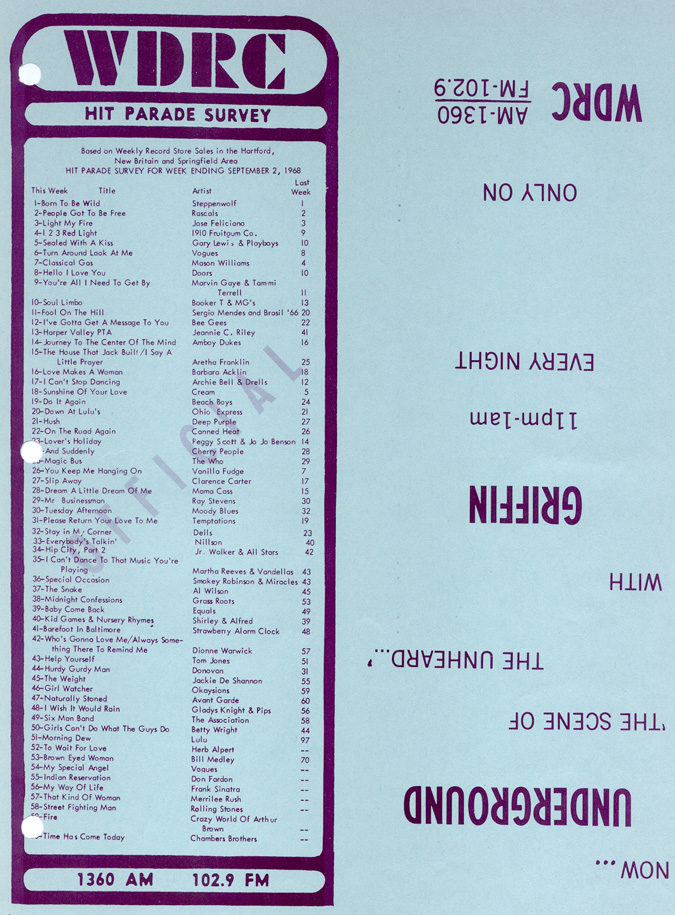 WDRC
HIT PARADE SURVEY
Based on Weekly Record Store Sales in the Hartford,
New Britain and Springfield Area
HIT PARADE SURVEY FOR WEEK ENDING SEPTEMBER 2, 1968
This Week Title Artist Last Week
1-Born To Be Wild Steppenwolf 1
2-People Got To Be Free Rascals 2
3-Light My Fire Jose Feliciano 3
4-1 2 3 Red Light 1910 Fruitgum Co. 9
5-Sealed With A Kiss Gary Lewis & Playboys 10
6-Turn Around Look At Me Vogues 8
7-Classical Gas Mason Williams 4
8-Hello I Love You Doors 10
9-You're All I Need To Get By Marvin Gaye & Tammi
Terrell 11
10-Soul Limbo Booker T & MG's 13
11-Fool On The Hill Sergio Mendes and Brasil '66 20
12-I've Gotta Get A Message To You Bee Gees 22
13-Harper Valley PTA Jeannie C. Riley 41
14-Journey To The Center Of The Mind Amboy Dukes 16
15-The House That Jack Built/I Say A
Little Prayer Aretha Franklin 25
16-Love Makes A Woman Barbara Acklin 18
17-I Can't Stop Dancing Archie Bell & Drells 12
18-Sunshine Of Your Love Cream 5
19-Do It Again Beach Boys 24
20-Down At Lulu's Ohio Express 21
21-Hush Deep Purple 27
22-On The Road Again Canned Heat 26
23-Lover's Holiday Peggy Scott & Jo Jo Benson 14
And Suddenly Cherry People 28
Magic Bus The Who 29
26-You Keep Me Hanging On Vanilla Fudge 7
27-Slip Away Clarence Carter 17
28-Dream A Little Dream Of Me Mama Cass 15
29-Mr. Businessman Ray Stevens 30
30-Tuesday Afternoon Moody Blues 32
31-Please Return Your Love To Me Temptations 19
32-Stay in My Corner Dells 23
33-Everybody's Talkin' Nillson 40
34-Hip City, Part 2 Jr. Walker & All Stars 42
35-I Can't Dance To That Music You're
Playing Martha Reeves & Vandellas 43
36-Special Occasion Smokey Robinson & Miracles 43
37-The Snake Al Wilson 45
38-Midnight Confessions Grass Roots 53
39-Baby Come Back Equals 49
40-Kid Games & Nursery Rhymes Shirley & Alfred 39
41-Barefoot In Baltimore Strawberry Alarm Clock 48
42-Who's Gonna Love Me/Always Some-
thing There To Remind Me Dionne Warwick 57
43-Help Yourself Tom Jones 51
44-Hurdy Gurdy Man Donovan 31
45-The Weight Jackie De Shannon 55
46-Girl Watcher Okaysions 59
47-Naturally Stoned Avant Garde 60
48-I Wish It Would Rain Gladys Knight & Pips 56
49-Six Man Band The Association 58
50-Girls Can't Do What The Guys Do Betty Wright 44
51-Morning Dew Lulu 97
52-To Wait For Love Herb Alpert --
53-Brown Eyed Woman Bill Medley 70
54-My Special Angel Vogues --
55-Indian Reservation Don Fardon --
56-My Way Of Life Frank Sinatra --
57-That Kind Of Woman Merrilee Rush --
58-Street Fighting Man Rolling Stones --
Fire Crazy World Of Arthur
Brown --
Time Has Come Today Chambers Brothers --
OFFICIAL
1360 AM 102.9 FM
NOW...
UNDERGROUND
'THE SCENE OF
THE UNHEARD...'
WITH
GRIFFIN
11pm-1am
EVERY NIGHT
ONLY ON
WDRC AM-1360
FM-102.9